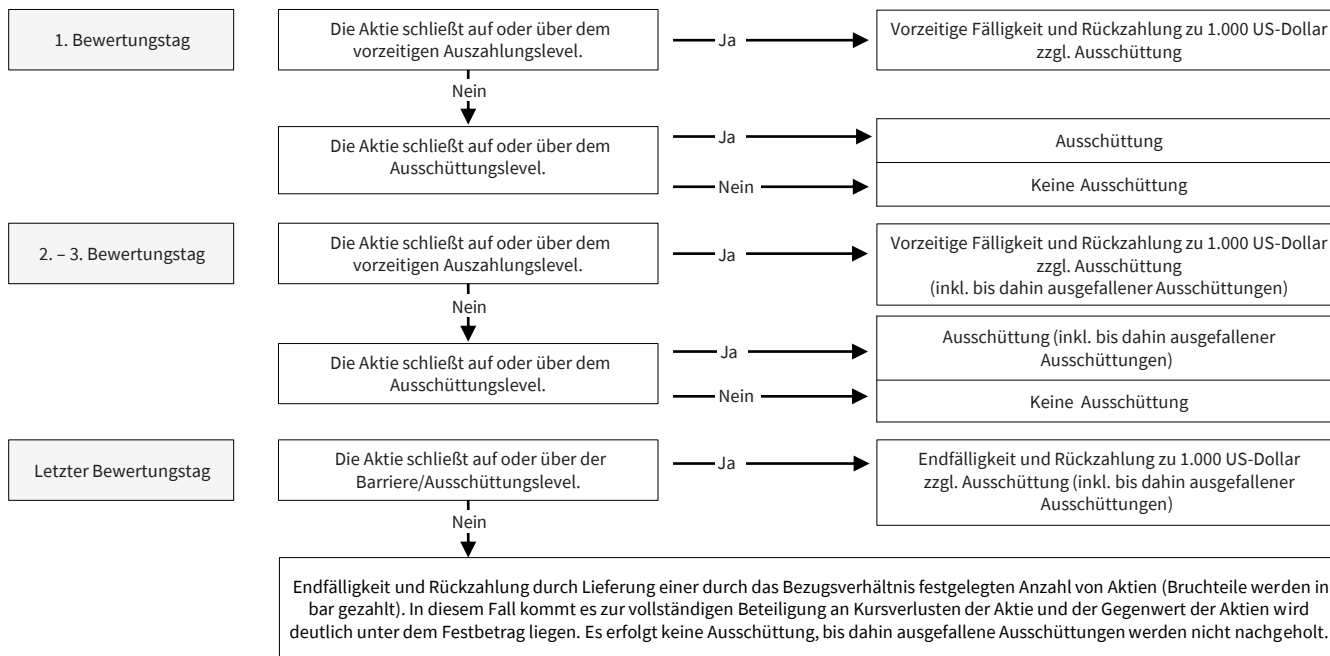 1. Bewertungstag
Die Aktie schließt auf oder über dem
vorzeitigen Auszahlungslevel.
Ja
Vorzeitige Fälligkeit und Rückzahlung zu 1.000 US-Dollar
zzgl. Ausschüttung
Nein
Die Aktie schließt auf oder über dem
Ausschüttungslevel.
Ja
Ausschüttung
Nein
Keine Ausschüttung
2. – 3. Bewertungstag
Die Aktie schließt auf oder über dem
vorzeitigen Auszahlungslevel.
Ja
Vorzeitige Fälligkeit und Rückzahlung zu 1.000 US-Dollar
zzgl. Ausschüttung
(inkl. bis dahin ausgefallener Ausschüttungen)
Nein
Die Aktie schließt auf oder über dem
Ausschüttungslevel.
Ja
Ausschüttung (inkl. bis dahin ausgefallener
Ausschüttungen)
Nein
Keine Ausschüttung
Letzter Bewertungstag
Die Aktie schließt auf oder über der
Barriere/Ausschüttungslevel.
Ja
Endfälligkeit und Rückzahlung zu 1.000 US-Dollar
zzgl. Ausschüttung (inkl. bis dahin ausgefallener
Ausschüttungen)
Nein
Endfälligkeit und Rückzahlung durch Lieferung einer durch das Bezugsverhältnis festgelegten Anzahl von Aktien (Bruchteile werden in
bar gezahlt). In diesem Fall kommt es zur vollständigen Beteiligung an Kursverlusten der Aktie und der Gegenwert der Aktien wird
deutlich unter dem Festbetrag liegen. Es erfolgt keine Ausschüttung, bis dahin ausgefallene Ausschüttungen werden nicht nachgeholt.